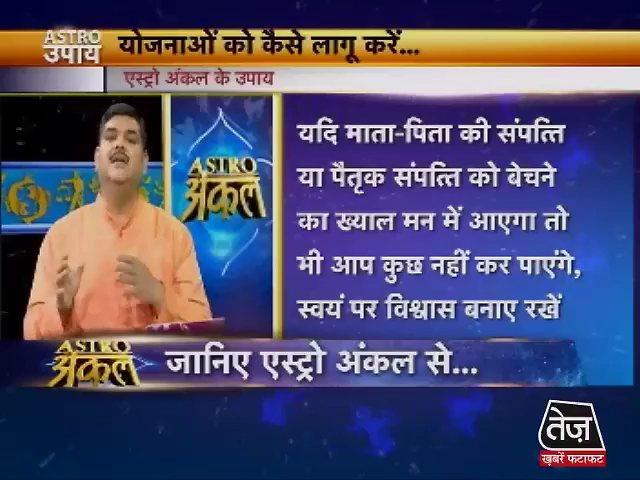 ASTRO
उपाय
योजनाओं को कैसे लागू करें...
एस्ट्रो अंकल के उपाय
ASTRO
अंकल
यदि माता-पिता की संपत्ति
या पैतृक संपत्ति को बेचने
का ख्याल मन में आएगा तो
भी आप कुछ नहीं कर पाएंगे,
स्वयं पर विश्वास बनाए रखें
ASTRO
अंकल
जानिए एस्ट्रो अंकल से...
तेज़
ख़बरें फटाफट